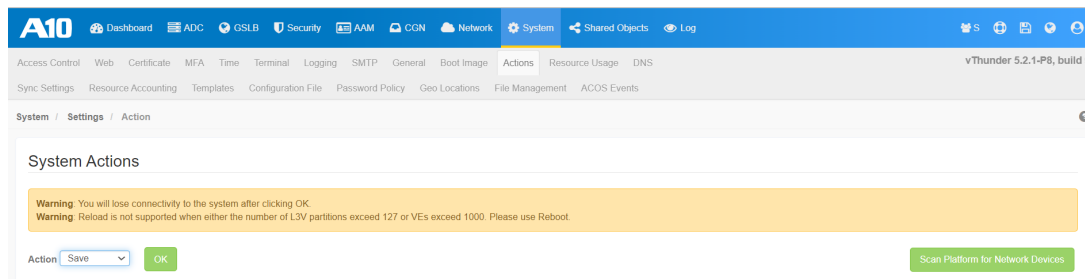 A10 Dashboard ADC GSLB Security AAM CGN Network System Shared Objects Log S
Access Control Web Certificate MFA Time Terminal Logging SMTP General Boot Image Actions Resource Usage DNS vThunder 5.2.1-P8, build
Sync Settings Resource Accounting Templates Configuration File Password Policy Geo Locations File Management ACOS Events
System / Settings / Action
System Actions
Warning: You will lose connectivity to the system after clicking OK.
Warning: Reload is not supported when either the number of L3V partitions exceed 127 or VEs exceed 1000. Please use Reboot.
Action Save OK Scan Platform for Network Devices